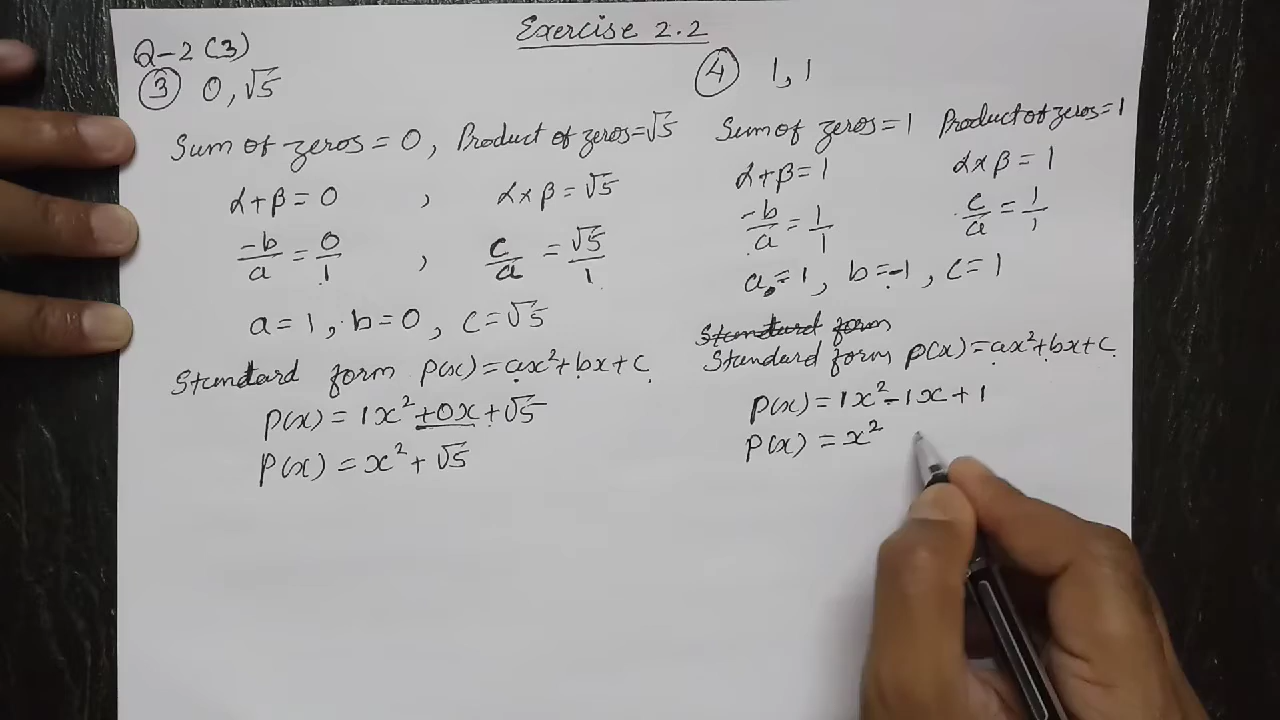 Exercise 2.2
Q-2 (3)
③ 0, √5
Sum of zeros = 0, Product of zeros = √5
α+β = 0 , α×β = √5
-b/a = 0/1 , c/a = √5/1
a = 1, b = 0, c = √5
Standard form p(x) = ax²+bx+c
P(x) = 1x² +0x + √5
P(x) = x² + √5
④ 1, 1
Sum of zeros = 1 Product of zeros = 1
α+β = 1 α×β = 1
-b/a = 1/1 c/a = 1/1
a = 1, b = -1, c = 1
Standard form
Standard form p(x) = ax²+bx+c
P(x) = 1x² - 1x + 1
P(x) = x²